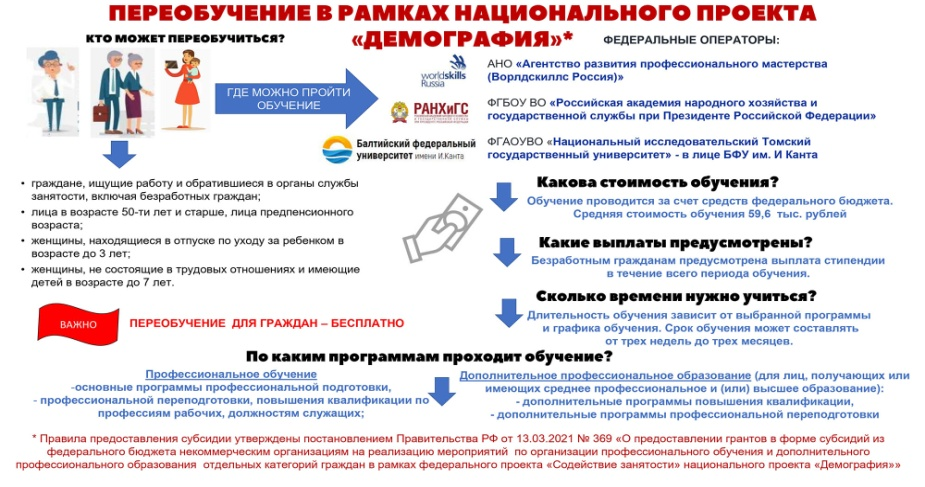 ПЕРЕОБУЧЕНИЕ В РАМКАХ НАЦИОНАЛЬНОГО ПРОЕКТА
«ДЕМОГРАФИЯ»*
КТО МОЖЕТ ПЕРЕОБУЧИТЬСЯ?
ГДЕ МОЖНО ПРОЙТИ
ОБУЧЕНИЕ
ФЕДЕРАЛЬНЫЕ ОПЕРАТОРЫ:
worldskills
Russia
АНО «Агентство развития профессионального мастерства
(Ворлдскиллс Россия)»
РАНХиГС
ФГБОУ ВО «Российская академия народного хозяйства и
государственной службы при Президенте Российской Федерации»
Балтийский федеральный
университет имени И.Канта
ФГАОУВО «Национальный исследовательский Томский
государственный университет» - в лице БФУ им. И Канта
• граждане, ищущие работу и обратившиеся в органы службы
занятости, включая безработных граждан;
• лица в возрасте 50-ти лет и старше, лица предпенсионного
возраста;
• женщины, находящиеся в отпуске по уходу за ребенком в
возрасте до 3 лет;
• женщины, не состоящие в трудовых отношениях и имеющие
детей в возрасте до 7 лет.
ВАЖНО
ПЕРЕОБУЧЕНИЕ ДЛЯ ГРАЖДАН – БЕСПЛАТНО
Какова стоимость обучения?
Обучение проводится за счет средств федерального бюджета.
Средняя стоимость обучения 59,6 тыс. рублей
Какие выплаты предусмотрены?
Безработным гражданам предусмотрена выплата стипендии
в течение всего периода обучения.
Сколько времени нужно учиться?
Длительность обучения зависит от выбранной программы
и графика обучения. Срок обучения может составлять
от трех недель до трех месяцев.
По каким программам проходит обучение?
Профессиональное обучение
-основные программы профессиональной подготовки,
- профессиональной переподготовки, повышения квалификации по
профессиям рабочих, должностям служащих;
Дополнительное профессиональное образование (для лиц, получающих или
имеющих среднее профессиональное и (или) высшее образование):
- дополнительные программы повышения квалификации,
- дополнительные программы профессиональной переподготовки
* Правила предоставления субсидии утверждены постановлением Правительства РФ от 13.03.2021 № 369 «О предоставлении грантов в форме субсидий из
федерального бюджета некоммерческим организациям на реализацию мероприятий по организации профессионального обучения и дополнительного
профессионального образования отдельных категорий граждан в рамках федерального проекта «Содействие занятости» национального проекта «Демография»»